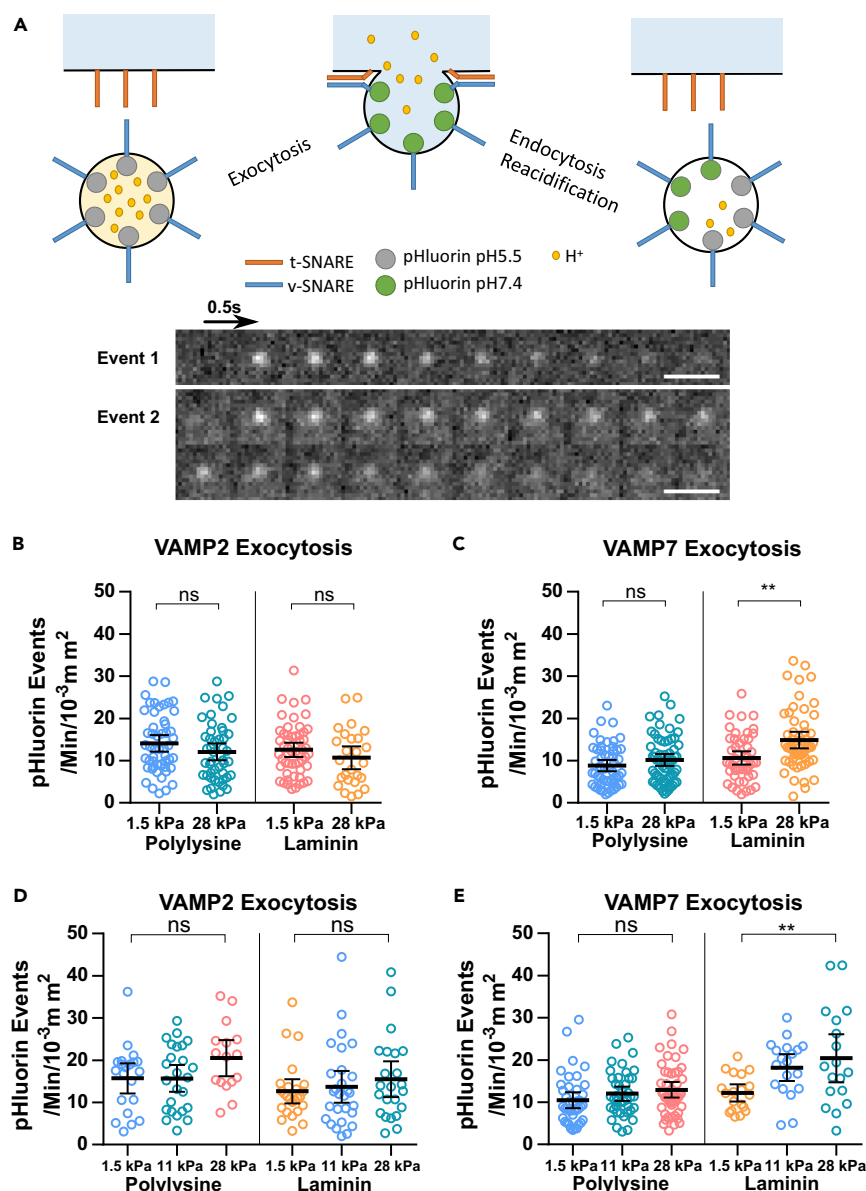 A
Exocytosis
Endocytosis
Reacidification
t-SNARE
v-SNARE
pHluorin pH5.5
pHluorin pH7.4
H⁺
0.5s
Event 1
Event 2
B
VAMP2 Exocytosis
pHluorin Events
/Min/10⁻³m m²
50
40
30
20
10
0
ns
ns
1.5 kPa 28 kPa 1.5 kPa 28 kPa
Polylysine Laminin
C
VAMP7 Exocytosis
pHluorin Events
/Min/10⁻³m m²
50
40
30
20
10
0
ns
**
1.5 kPa 28 kPa 1.5 kPa 28 kPa
Polylysine Laminin
D
VAMP2 Exocytosis
pHluorin Events
/Min/10⁻³m m²
50
40
30
20
10
0
ns
ns
1.5 kPa 11 kPa 28 kPa 1.5 kPa 11 kPa 28 kPa
Polylysine Laminin
E
VAMP7 Exocytosis
pHluorin Events
/Min/10⁻³m m²
50
40
30
20
10
0
ns
**
1.5 kPa 11 kPa 28 kPa 1.5 kPa 11 kPa 28 kPa
Polylysine Laminin